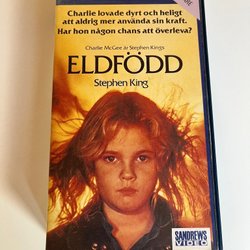 Charlie lovade dyrt och heligt
att aldrig mer använda sin kraft.
Har hon någon chans att överleva?
Charlie McGee är Stephen Kings
ELDFÖDD
Stephen King
SANDREWS
VIDEO